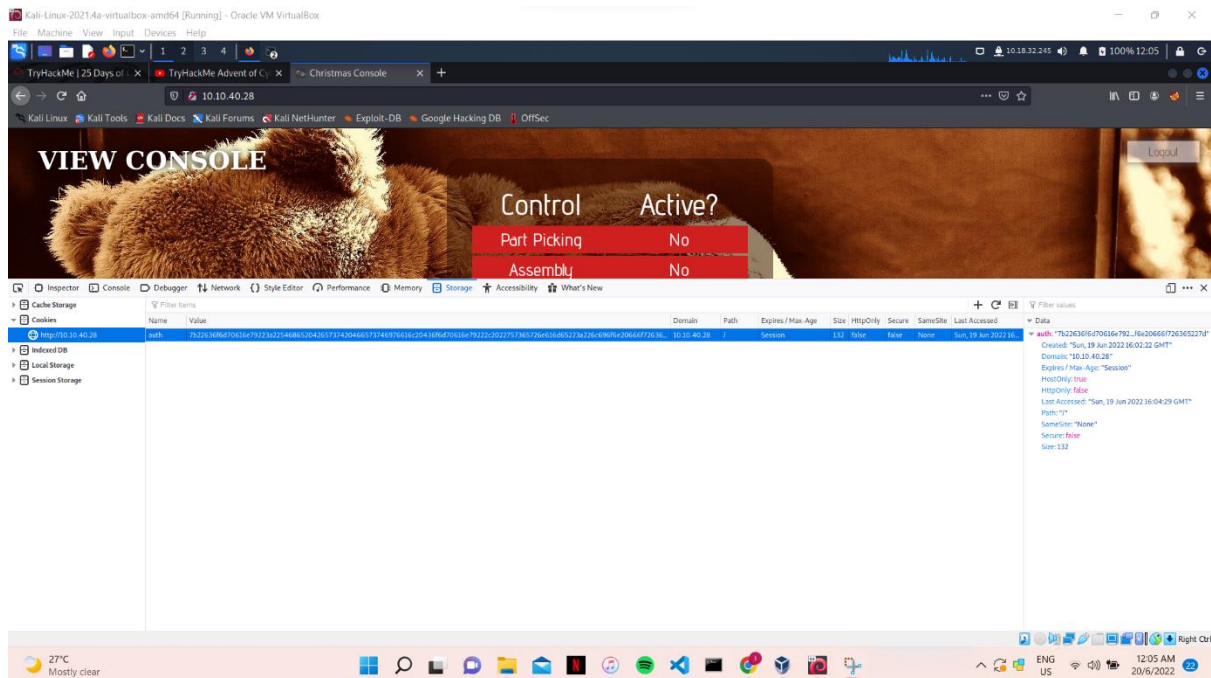 Kali-Linux-2021.4a-virtualbox-amd64 [Running] - Oracle VM VirtualBox
File Machine View Input Devices Help
1 2 3 4
10.18.32.245
100% 12:05
TryHackMe | 25 Days of
TryHackMe Advent of Cy
Christmas Console
10.10.40.28
Kali Linux Kali Tools Kali Docs Kali Forums Kali NetHunter Exploit-DB Google Hacking DB OffSec
VIEW CONSOLE
Logout
Control Active?
Part Picking No
Assembly No
Inspector Console Debugger Network Style Editor Performance Memory Storage Accessibility What's New
Cache Storage
Cookies
http://10.10.40.28
Indexed DB
Local Storage
Session Storage
Filter Items
Name Value Domain Path Expires / Max-Age Size HttpOnly Secure SameSite Last Accessed
auth 10.10.40.28 / Session 132 false false None Sun, 19 Jun 2022 16...
Filter values
Data
auth: "7b22636f6d70616e792...f6e20666f726365227d"
Created: "Sun, 19 Jun 2022 16:02:22 GMT"
Domain: "10.10.40.28"
Expires / Max-Age: "Session"
HostOnly: true
HttpOnly: false
Last Accessed: "Sun, 19 Jun 2022 16:04:29 GMT"
Path: "/"
SameSite: "None"
Secure: false
Size: 132
Right Ctrl
27°C
Mostly clear
ENG
US
12:05 AM
20/6/2022
22